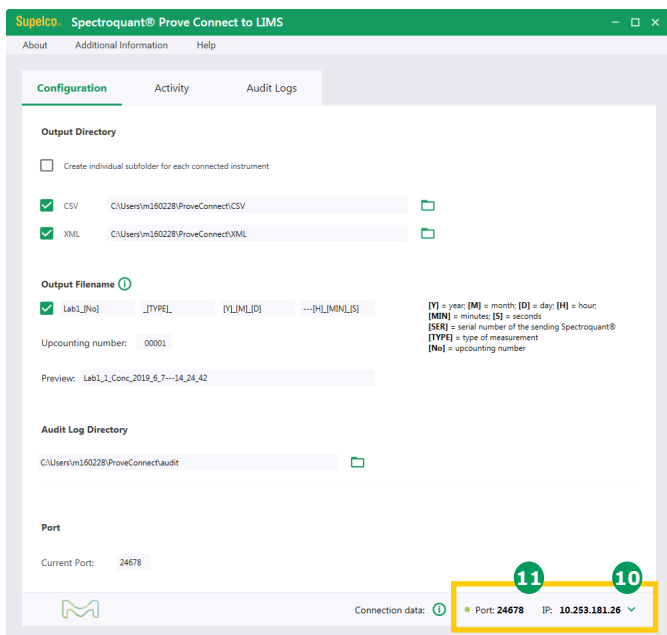 Supelco. Spectroquant® Prove Connect to LIMS
About Additional Information Help
Configuration Activity Audit Logs
Output Directory
Create individual subfolder for each connected instrument
CSV C:\Users\m160228\ProveConnect\CSV
XML C:\Users\m160228\ProveConnect\XML
Output Filename i
Lab1_[No] _[TYPE]_ [Y]_[M]_[D] ---[H]_[MIN]_[S]
[Y] = year; [M] = month; [D] = day; [H] = hour;
[MIN] = minutes; [S] = seconds
[SER] = serial number of the sending Spectroquant®
[TYPE] = type of measurement
[No] = upcounting number
Upcounting number: 00001
Preview: Lab1_1_Conc_2019_6_7---14_24_42
Audit Log Directory
C:\Users\m160228\ProveConnect\audit
Port
Current Port: 24678
11 10
Connection data: i Port: 24678 IP: 10.253.181.26